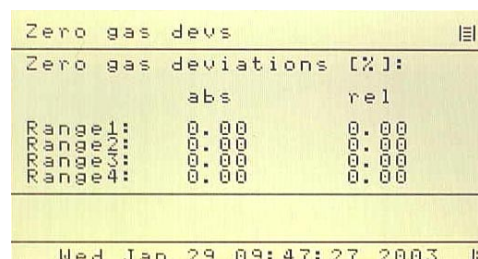 Zero gas devs
Zero gas deviations [%]:
abs rel
Range1: 0.00 0.00
Range2: 0.00 0.00
Range3: 0.00 0.00
Range4: 0.00 0.00
Wed Jan 29 09:47:27 2003